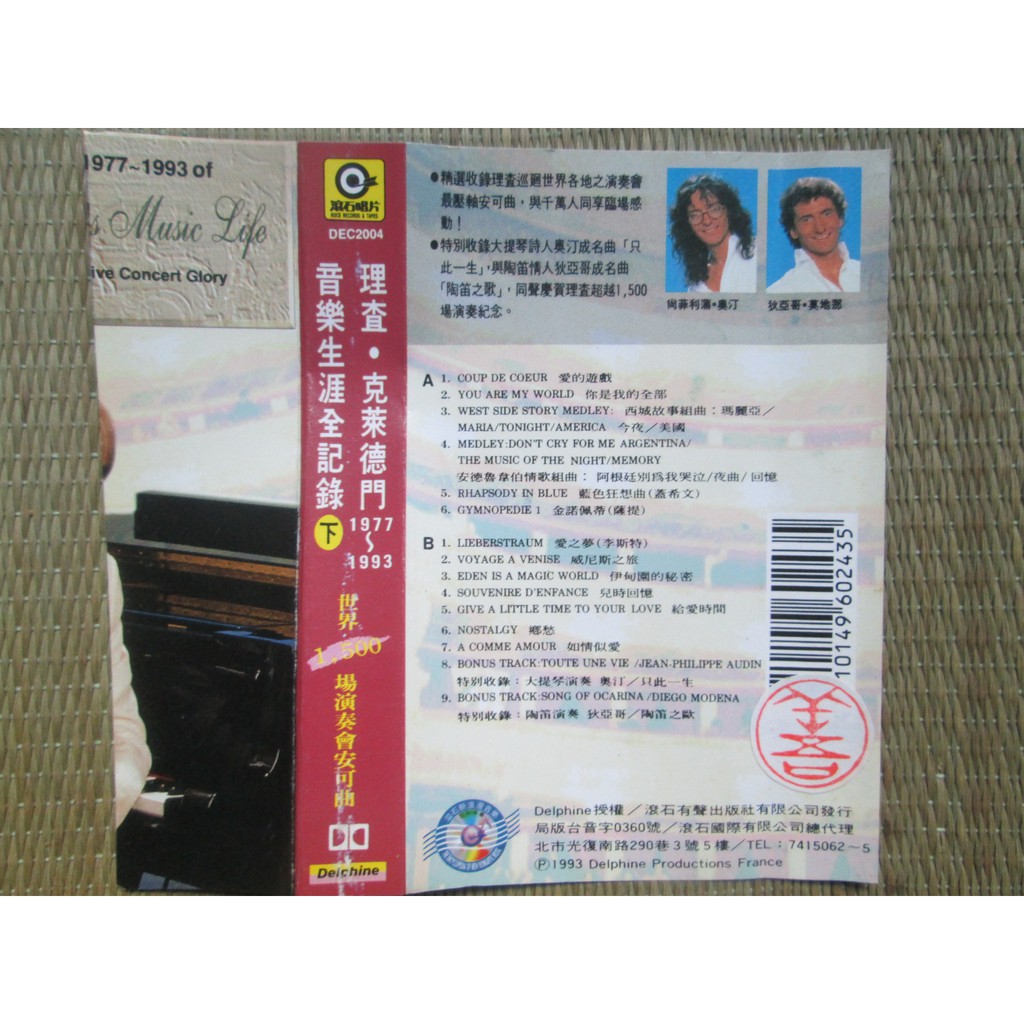 1977~1993 of
s Music Life
ive Concert Glory
滾石唱片
ROCK RECORDS & TAPES
DEC2004
理查・克萊德門
音樂生涯全記錄
下
1977~1993
世界
1,500
場演奏會安可曲
Delphine
●精選收錄理查巡迴世界各地之演奏會
最壓軸安可曲,與千萬人同享臨場感
動!
●特別收錄大提琴詩人奧汀成名曲「只
此一生」,與陶笛情人狄亞哥成名曲
「陶笛之歌」,同聲慶賀理查超越1,500
場演奏紀念。
尙菲利浦・奧汀
狄亞哥・莫地那
A 1. COUP DE COEUR 愛的遊戲
2. YOU ARE MY WORLD 你是我的全部
3. WEST SIDE STORY MEDLEY: 西城故事組曲:瑪麗亞/
MARIA/TONIGHT/AMERICA 今夜/美國
4. MEDLEY:DON'T CRY FOR ME ARGENTINA/
THE MUSIC OF THE NIGHT/MEMORY
安德魯韋伯情歌組曲:阿根廷別爲我哭泣/夜曲/回憶
5. RHAPSODY IN BLUE 藍色狂想曲(蓋希文)
6. GYMNOPEDIE 1 金諾佩蒂(薩提)
B 1. LIEBERSTRAUM 愛之夢(李斯特)
2. VOYAGE A VENISE 威尼斯之旅
3. EDEN IS A MAGIC WORLD 伊甸園的秘密
4. SOUVENIRE D'ENFANCE 兒時回憶
5. GIVE A LITTLE TIME TO YOUR LOVE 給愛時間
6. NOSTALGY 鄉愁
7. A COMME AMOUR 如情似愛
8. BONUS TRACK:TOUTE UNE VIE /JEAN-PHILIPPE AUDIN
特別收錄:大提琴演奏 奧汀/只此一生
9. BONUS TRACK:SONG OF OCARINA /DIEGO MODENA
特別收錄:陶笛演奏 狄亞哥/陶笛之歐
10149 602435
Delphine授權/滾石有聲出版社有限公司發行
局版台音字0360號/滾石國際有限公司總代理
北市光復南路290巷3號5樓/TEL:7415062~5
Ⓟ1993 Delphine Productions France